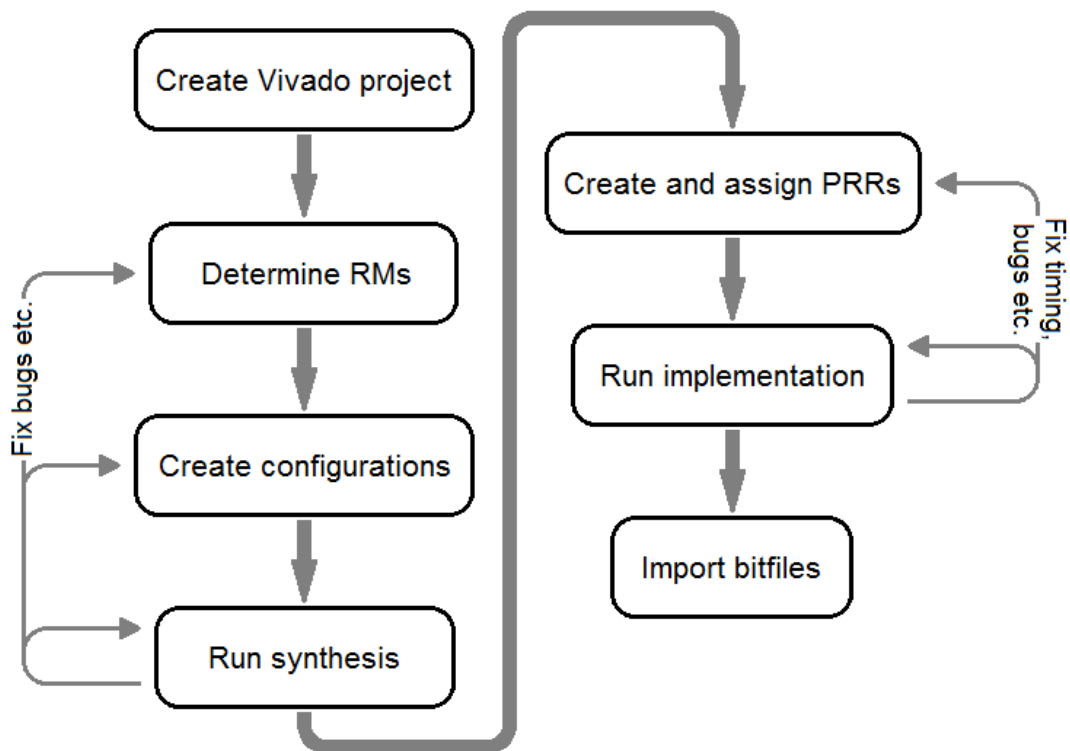 Create Vivado project
Determine RMs
Fix bugs etc.
Create configurations
Run synthesis
Create and assign PRRs
Fix timing,
bugs etc.
Run implementation
Import bitfiles